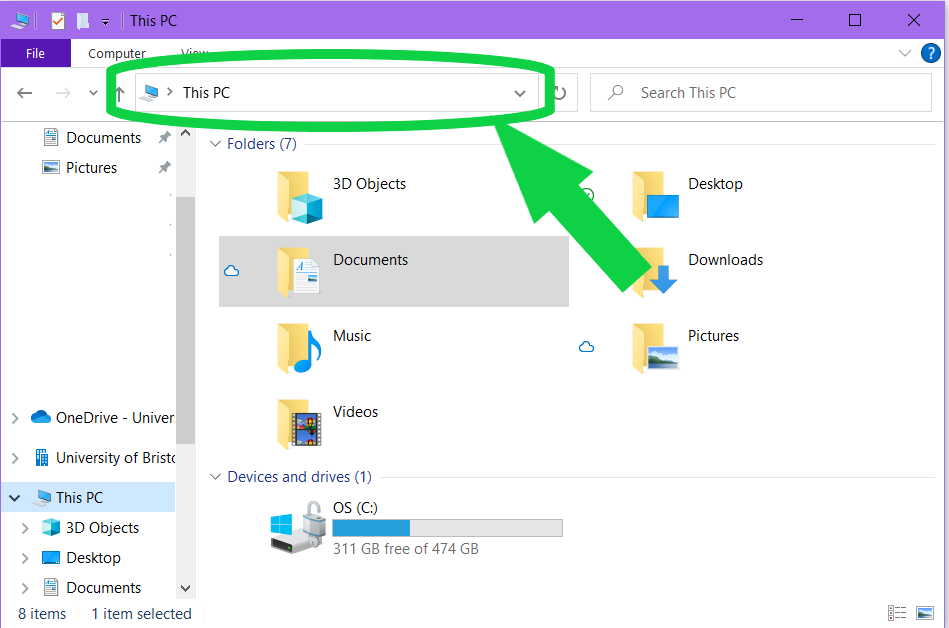 This PC
File
Computer
View
?
This PC
Search This PC
Documents
Pictures
OneDrive - Univer
University of Bristo
This PC
3D Objects
Desktop
Documents
Folders (7)
3D Objects
Desktop
Documents
Downloads
Music
Pictures
Videos
Devices and drives (1)
OS (C:)
311 GB free of 474 GB
8 items
1 item selected